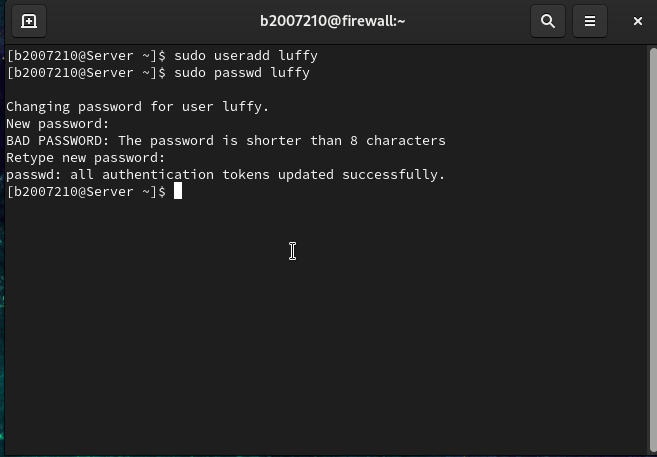 b2007210@firewall:~
[b2007210@Server ~]$ sudo useradd luffy
[b2007210@Server ~]$ sudo passwd luffy
Changing password for user luffy.
New password:
BAD PASSWORD: The password is shorter than 8 characters
Retype new password:
passwd: all authentication tokens updated successfully.
[b2007210@Server ~]$